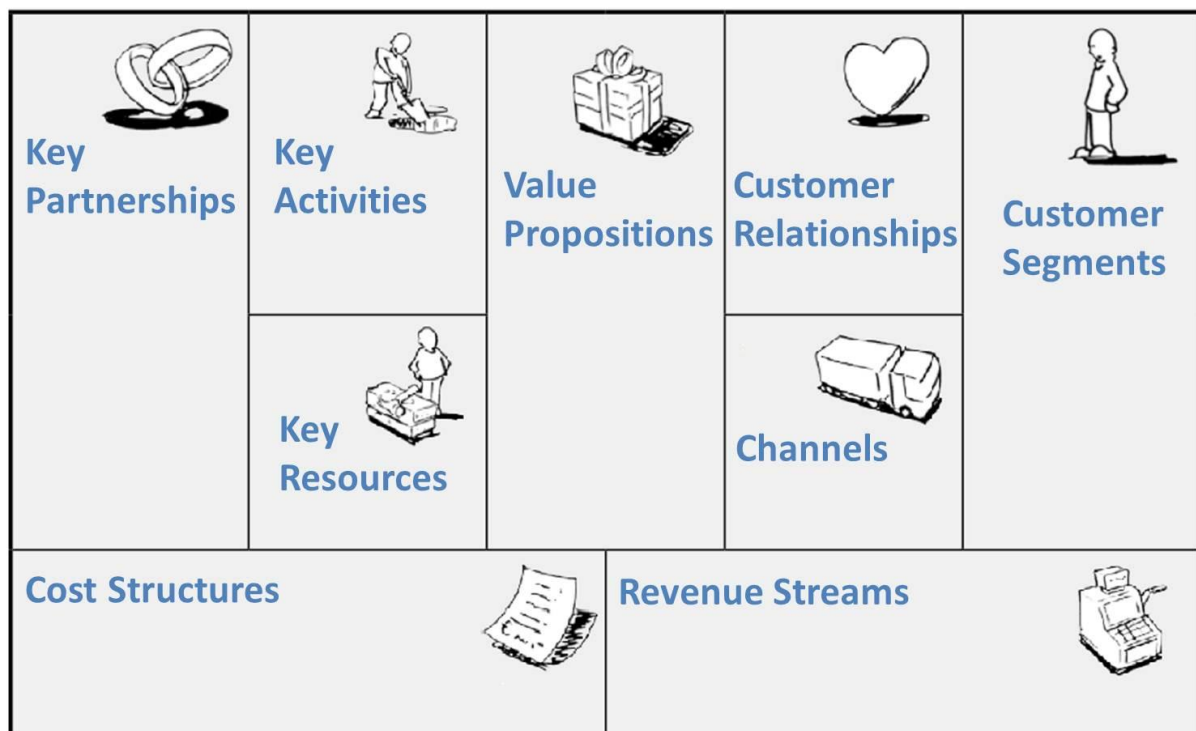 Key
Partnerships
Key
Activities
Value
Propositions
Customer
Relationships
Customer
Segments
Key
Resources
Channels
Cost Structures
Revenue Streams